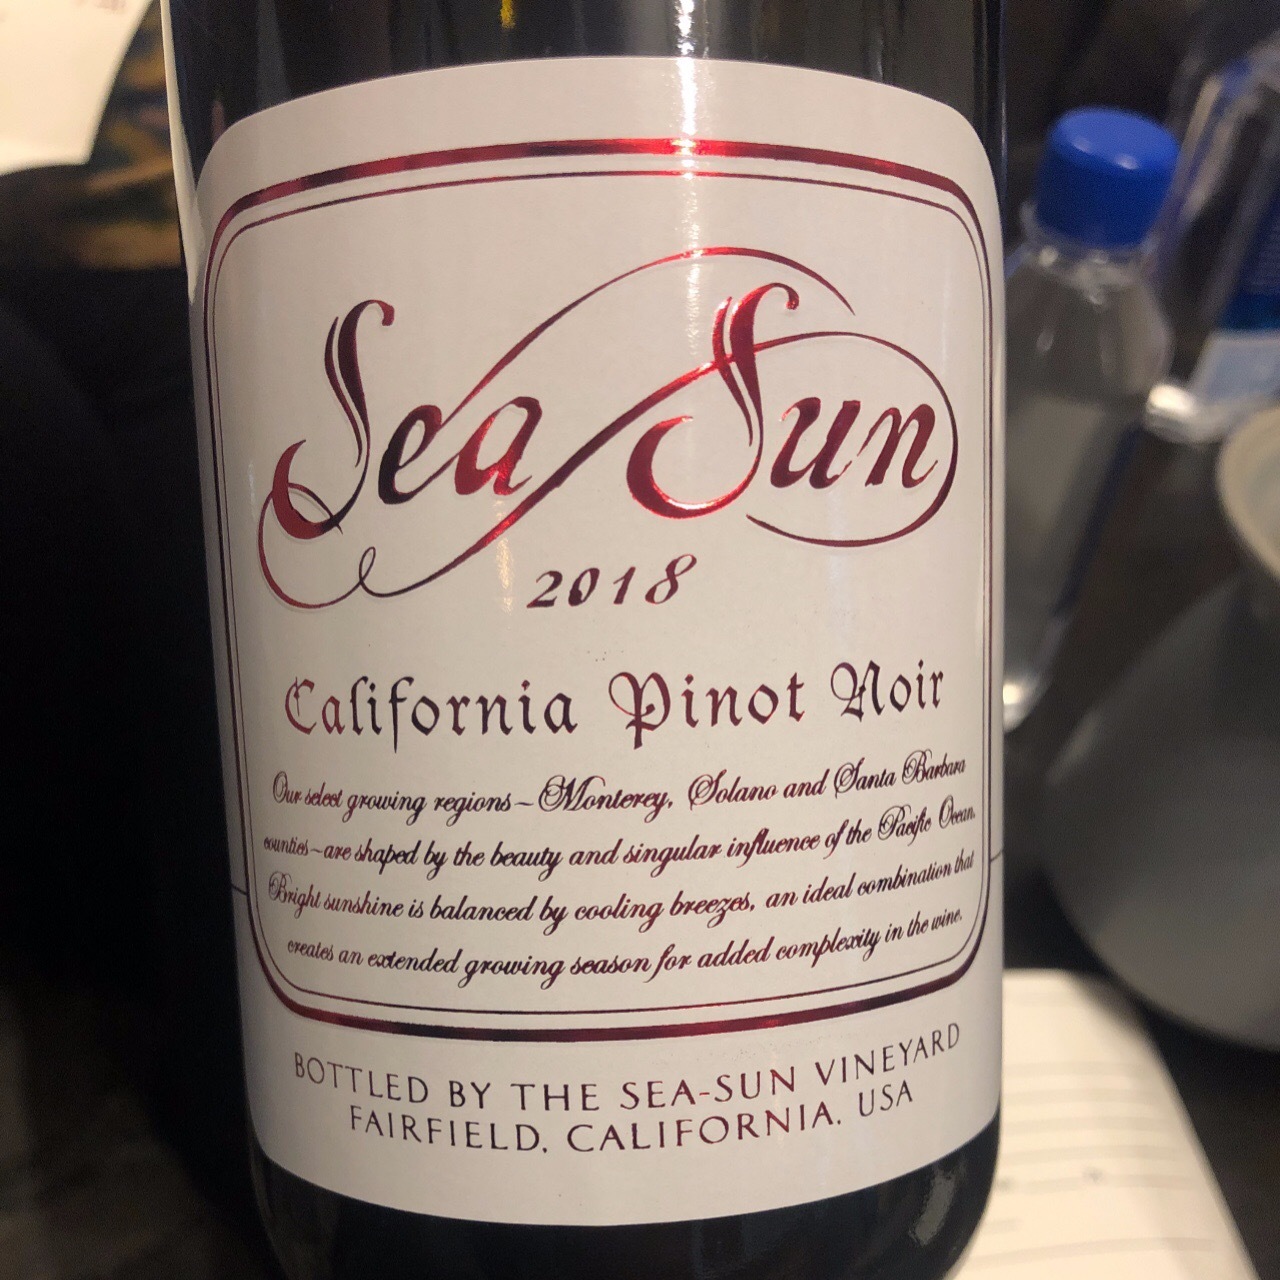 Sea Sun
2018
California Pinot Noir
Our select growing regions~Monterey, Solano and Santa Barbara
counties~are shaped by the beauty and singular influence of the Pacific Ocean.
Bright sunshine is balanced by cooling breezes, an ideal combination that
creates an extended growing season for added complexity in the wine.
BOTTLED BY THE SEA-SUN VINEYARD
FAIRFIELD, CALIFORNIA, USA